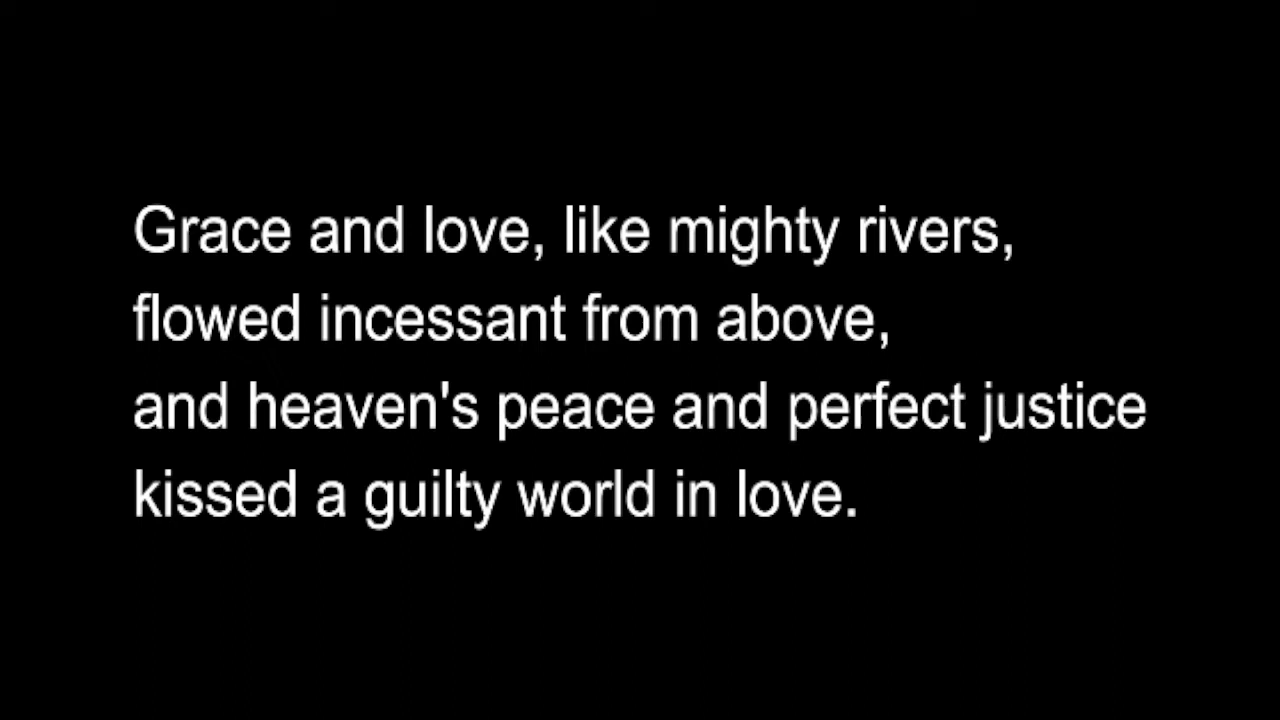 Grace and love, like mighty rivers,
flowed incessant from above,
and heaven's peace and perfect justice
kissed a guilty world in love.